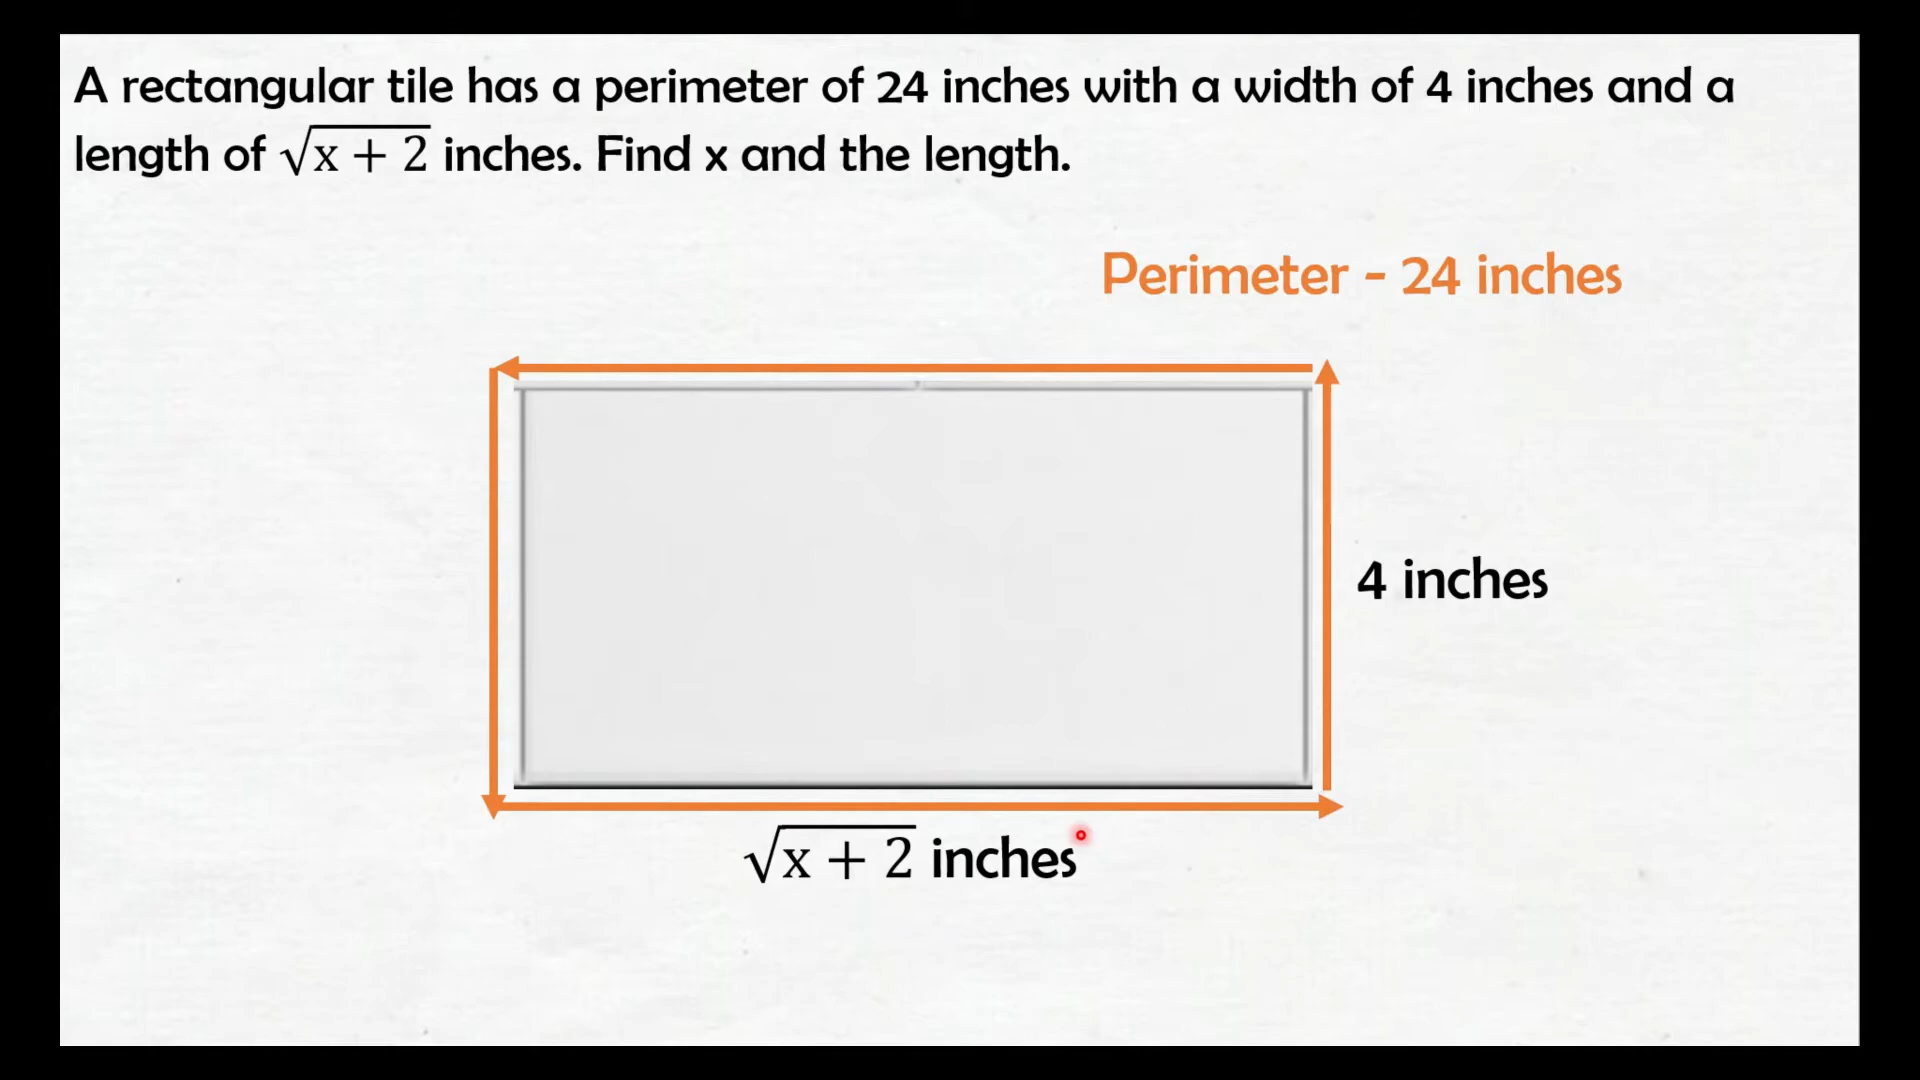 A rectangular tile has a perimeter of 24 inches with a width of 4 inches and a
length of √(x + 2) inches. Find x and the length.
Perimeter - 24 inches
4 inches
√(x + 2) inches